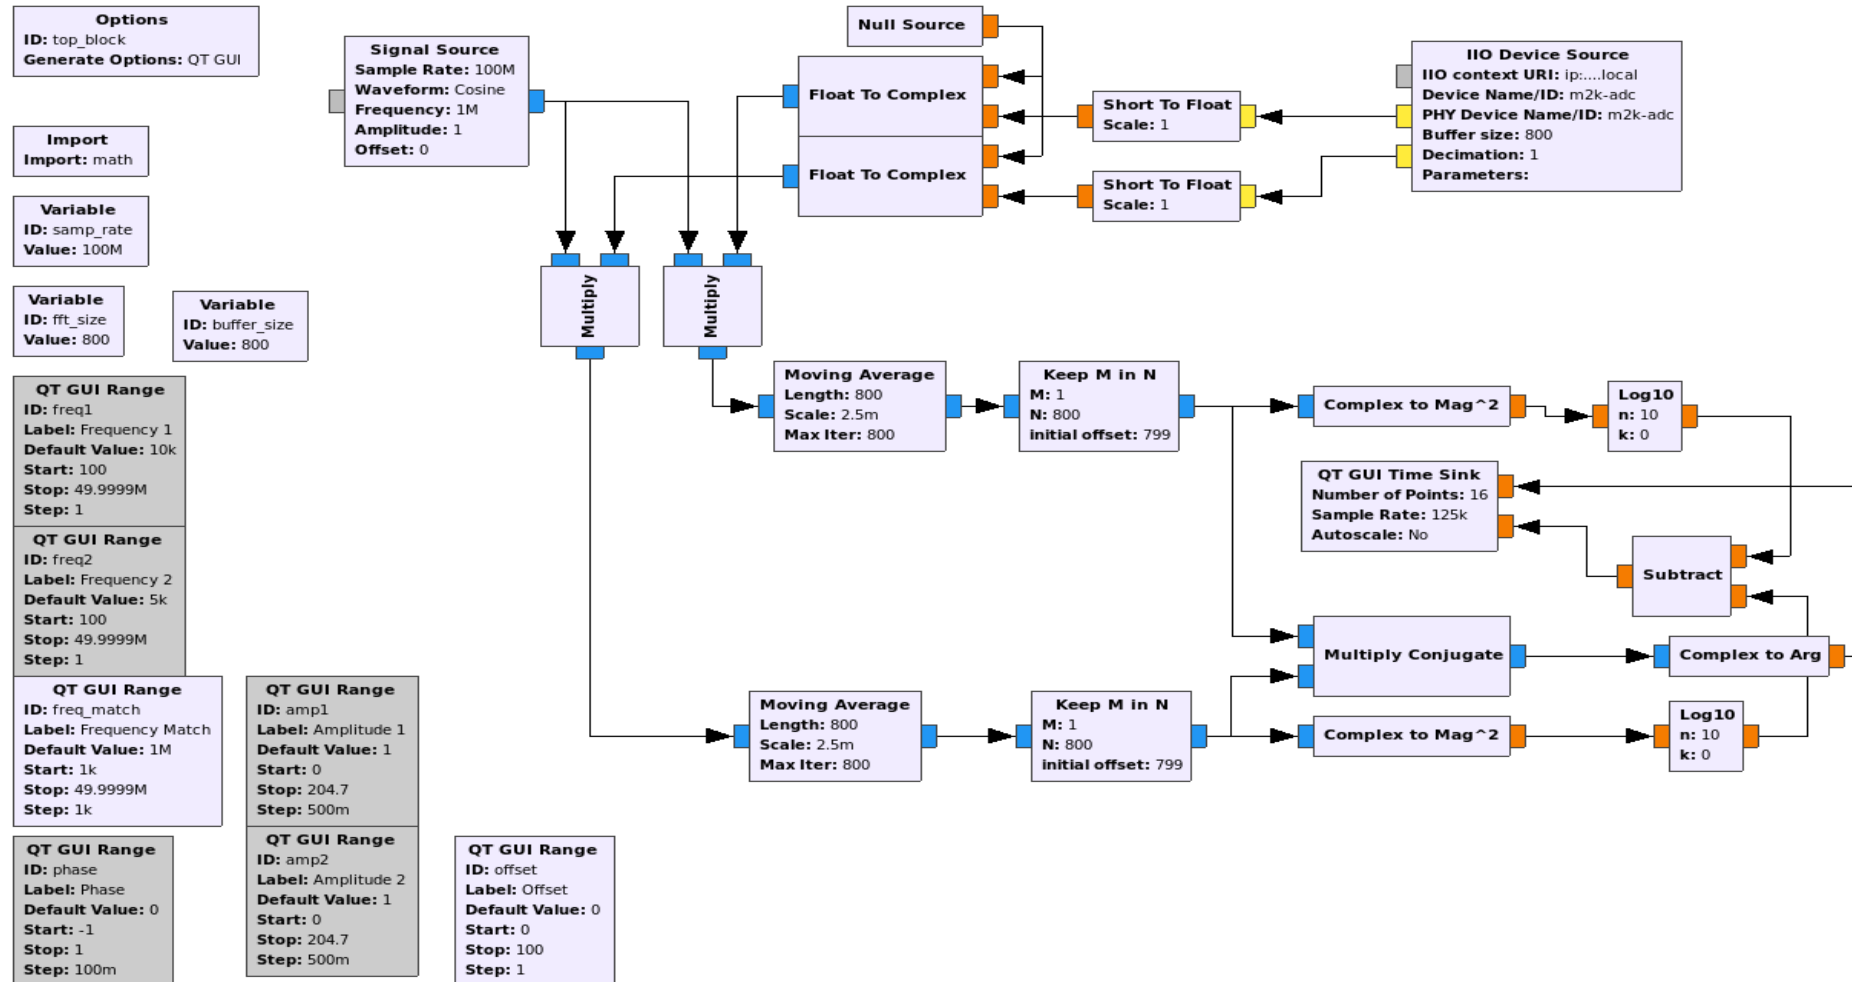 Options
ID: top_block
Generate Options: QT GUI
Import
Import: math
Variable
ID: samp_rate
Value: 100M
Variable
ID: fft_size
Value: 800
Variable
ID: buffer_size
Value: 800
QT GUI Range
ID: freq1
Label: Frequency 1
Default Value: 10k
Start: 100
Stop: 49.9999M
Step: 1
QT GUI Range
ID: freq2
Label: Frequency 2
Default Value: 5k
Start: 100
Stop: 49.9999M
Step: 1
QT GUI Range
ID: freq_match
Label: Frequency Match
Default Value: 1M
Start: 1k
Stop: 49.9999M
Step: 1k
QT GUI Range
ID: phase
Label: Phase
Default Value: 0
Start: -1
Stop: 1
Step: 100m
QT GUI Range
ID: amp1
Label: Amplitude 1
Default Value: 1
Start: 0
Stop: 204.7
Step: 500m
QT GUI Range
ID: amp2
Label: Amplitude 2
Default Value: 1
Start: 0
Stop: 204.7
Step: 500m
QT GUI Range
ID: offset
Label: Offset
Default Value: 0
Start: 0
Stop: 100
Step: 1
Signal Source
Sample Rate: 100M
Waveform: Cosine
Frequency: 1M
Amplitude: 1
Offset: 0
Null Source
Float To Complex
Float To Complex
Short To Float
Scale: 1
Short To Float
Scale: 1
IIO Device Source
IIO context URI: ip:....local
Device Name/ID: m2k-adc
PHY Device Name/ID: m2k-adc
Buffer size: 800
Decimation: 1
Parameters:
Multiply
Multiply
Moving Average
Length: 800
Scale: 2.5m
Max Iter: 800
Keep M in N
M: 1
N: 800
initial offset: 799
Complex to Mag^2
Log10
n: 10
k: 0
QT GUI Time Sink
Number of Points: 16
Sample Rate: 125k
Autoscale: No
Subtract
Multiply Conjugate
Complex to Arg
Moving Average
Length: 800
Scale: 2.5m
Max Iter: 800
Keep M in N
M: 1
N: 800
initial offset: 799
Complex to Mag^2
Log10
n: 10
k: 0